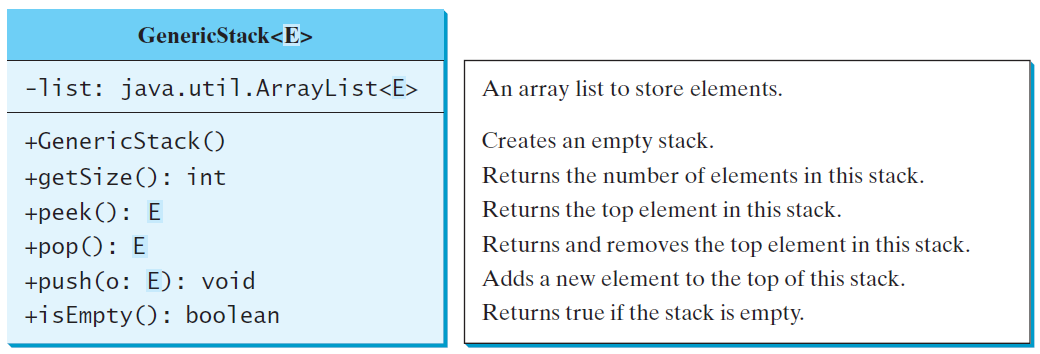 GenericStack<E>
-list: java.util.ArrayList<E>
An array list to store elements.
+GenericStack()
Creates an empty stack.
+getSize(): int
Returns the number of elements in this stack.
+peek(): E
Returns the top element in this stack.
+pop(): E
Returns and removes the top element in this stack.
+push(o: E): void
Adds a new element to the top of this stack.
+isEmpty(): boolean
Returns true if the stack is empty.